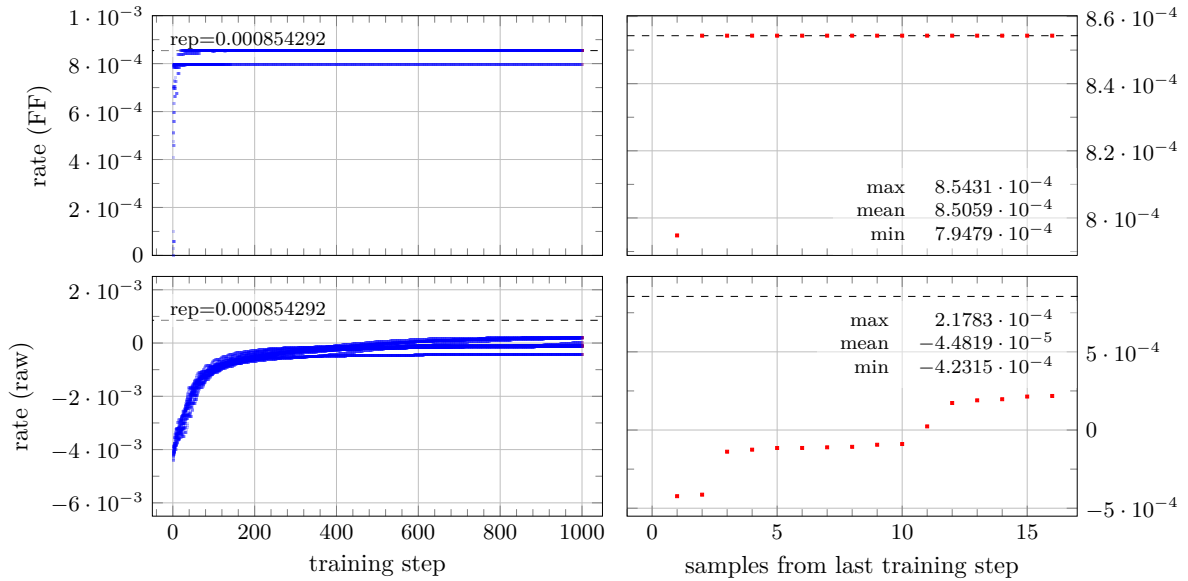 rate (FF)
1 · 10⁻³
8 · 10⁻⁴
6 · 10⁻⁴
4 · 10⁻⁴
2 · 10⁻⁴
0
rep=0.000854292
8.6 · 10⁻⁴
8.4 · 10⁻⁴
8.2 · 10⁻⁴
8 · 10⁻⁴
max 8.5431 · 10⁻⁴
mean 8.5059 · 10⁻⁴
min 7.9479 · 10⁻⁴
rate (raw)
2 · 10⁻³
0
−2 · 10⁻³
−4 · 10⁻³
−6 · 10⁻³
rep=0.000854292
0 200 400 600 800 1000
training step
max 2.1783 · 10⁻⁴
mean −4.4819 · 10⁻⁵
min −4.2315 · 10⁻⁴
5 · 10⁻⁴
0
−5 · 10⁻⁴
0 5 10 15
samples from last training step